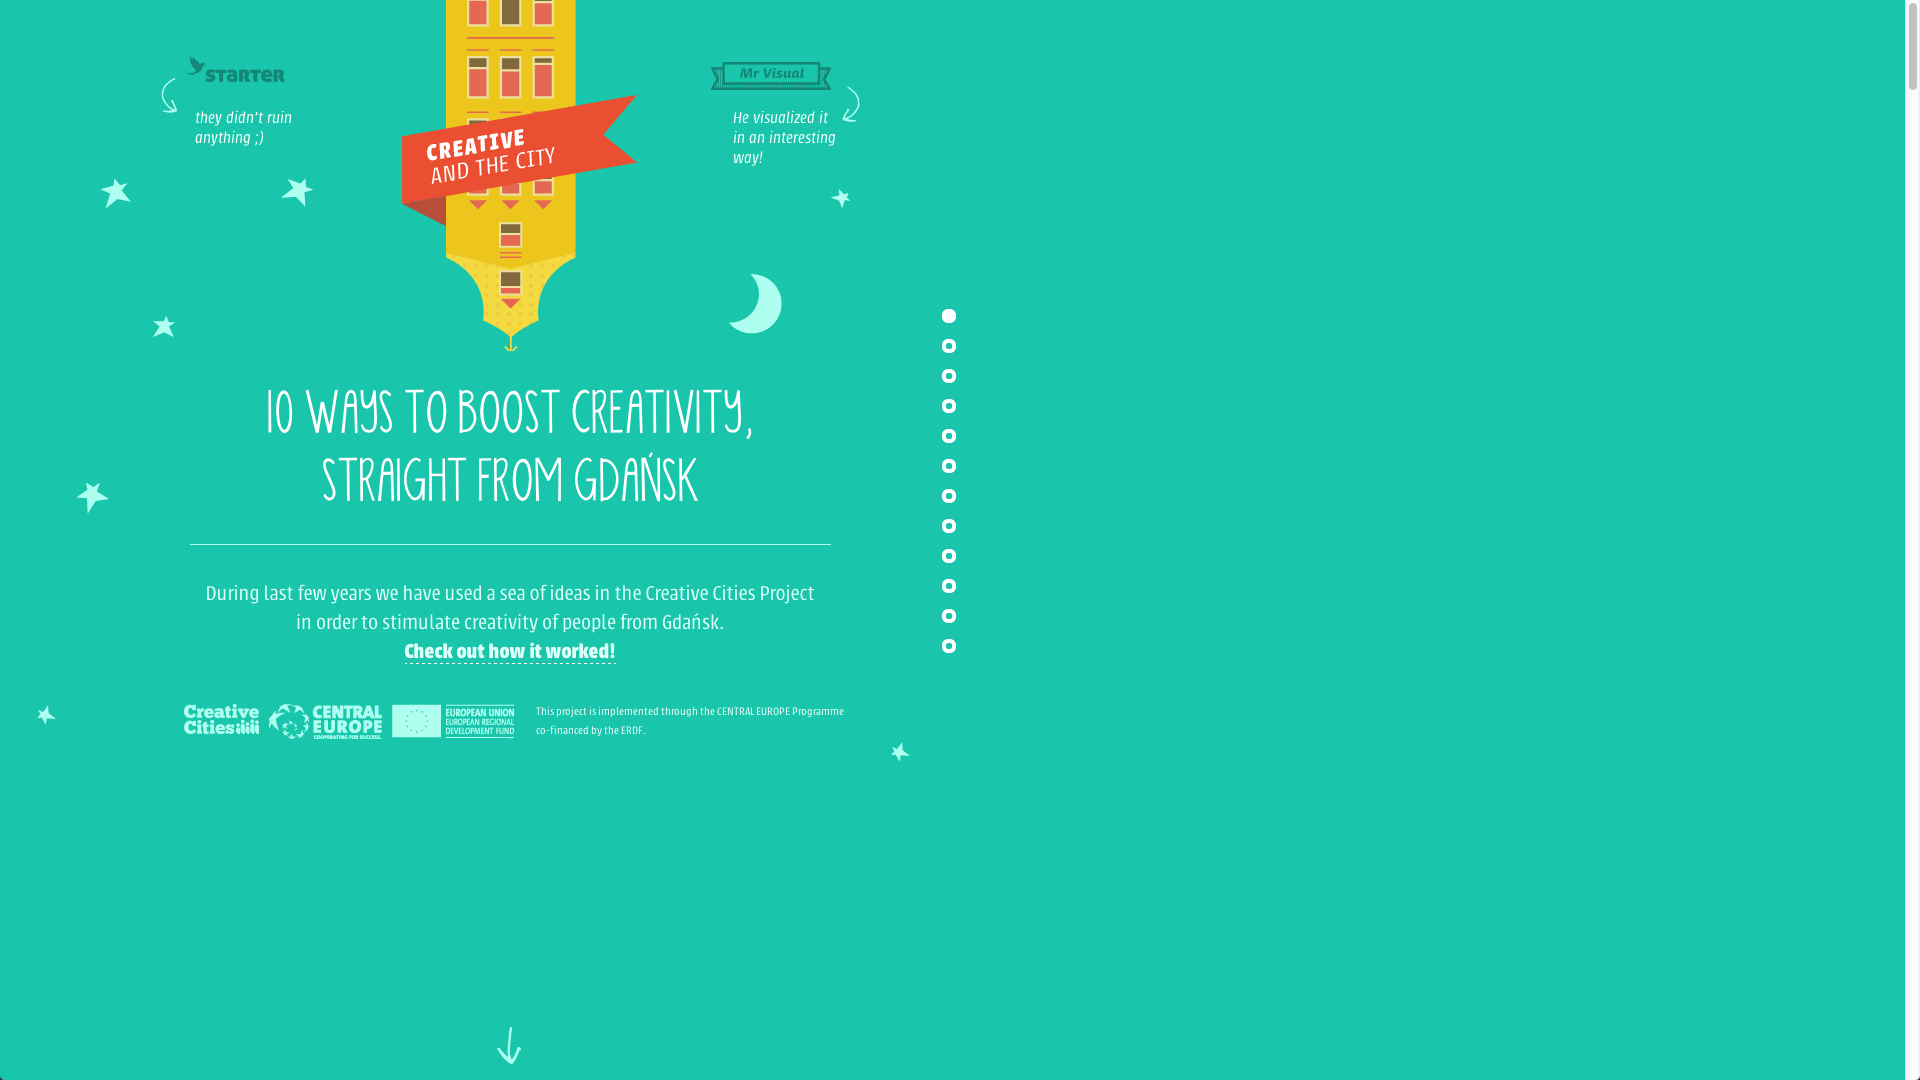 STARTER
they didn't ruin
anything ;)
CREATIVE
AND THE CITY
Mr Visual
He visualized it
in an interesting
way!
10 WAYS TO BOOST CREATIVITY,
STRAIGHT FROM GDAŃSK
During last few years we have used a sea of ideas in the Creative Cities Project
in order to stimulate creativity of people from Gdańsk.
Check out how it worked!
Creative
Cities
CENTRAL
EUROPE
COOPERATING FOR SUCCESS.
EUROPEAN UNION
EUROPEAN REGIONAL
DEVELOPMENT FUND
This project is implemented through the CENTRAL EUROPE Programme
co-financed by the ERDF.